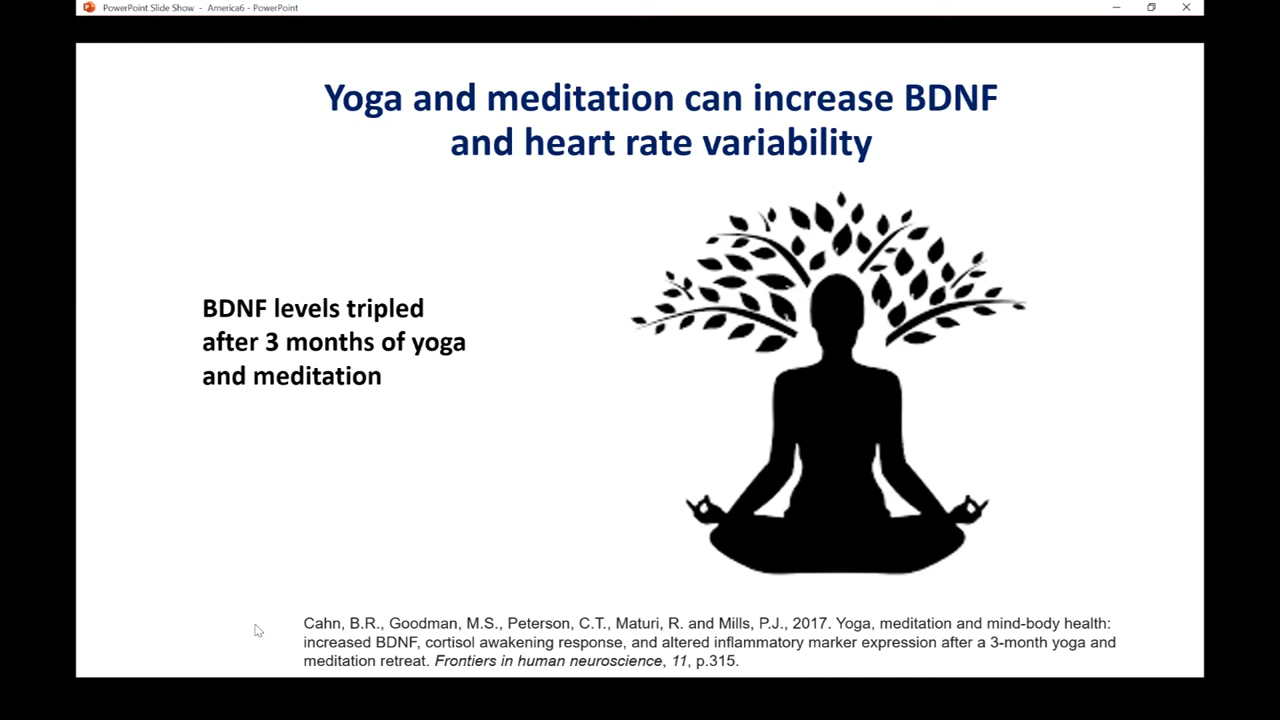 PowerPoint Slide Show - America6 - PowerPoint
Yoga and meditation can increase BDNF
and heart rate variability
BDNF levels tripled
after 3 months of yoga
and meditation
Cahn, B.R., Goodman, M.S., Peterson, C.T., Maturi, R. and Mills, P.J., 2017. Yoga, meditation and mind-body health:
increased BDNF, cortisol awakening response, and altered inflammatory marker expression after a 3-month yoga and
meditation retreat. Frontiers in human neuroscience, 11, p.315.